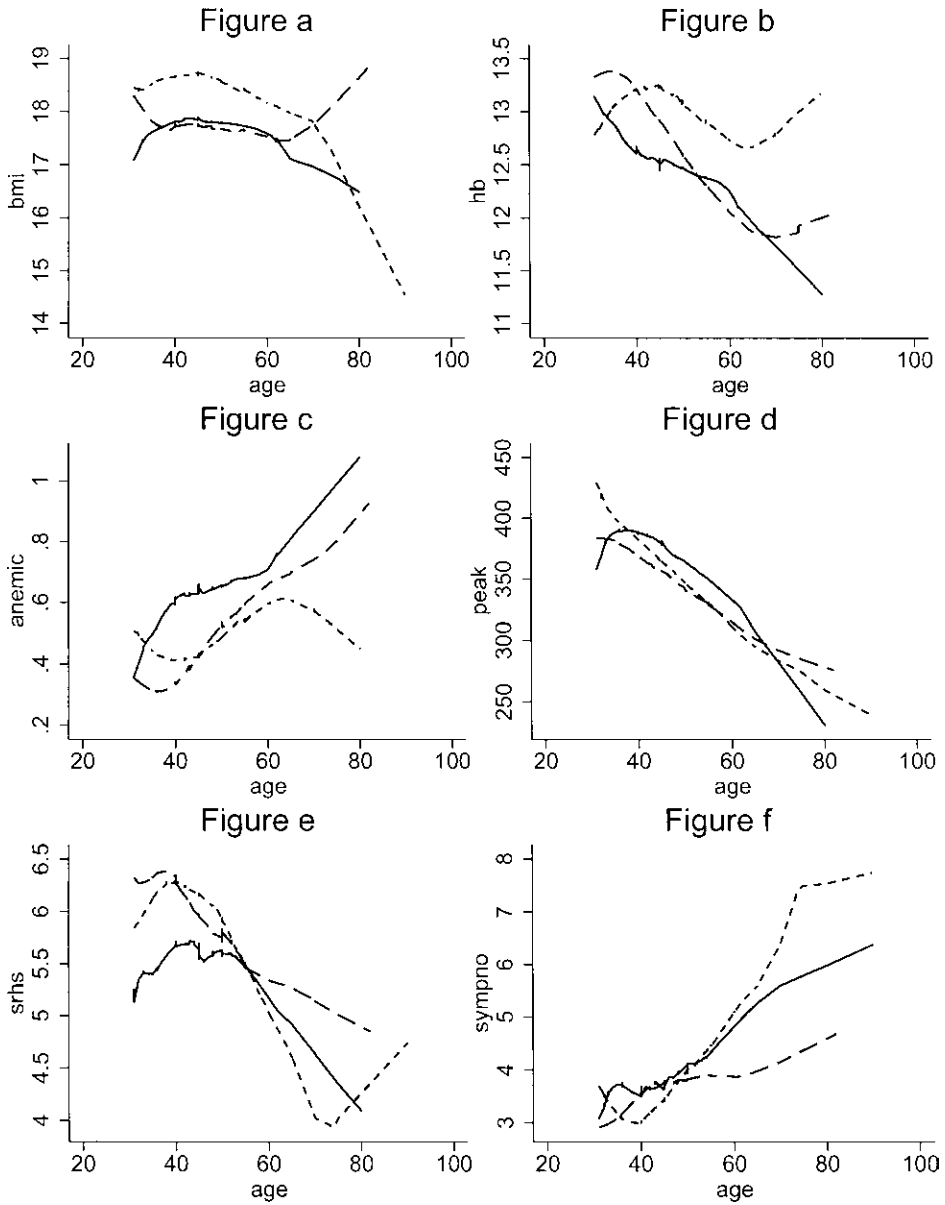 Figure a
19
18
17
16
15
14
bmi
20 40 60 80 100
age
Figure b
13.5
13
12.5
12
11.5
11
hb
20 40 60 80 100
age
Figure c
1
.8
.6
.4
.2
anemic
20 40 60 80 100
age
Figure d
450
400
350
300
250
peak
20 40 60 80 100
age
Figure e
6.5
6
5.5
5
4.5
4
srhs
20 40 60 80 100
age
Figure f
8
7
6
5
4
3
sympno
20 40 60 80 100
age